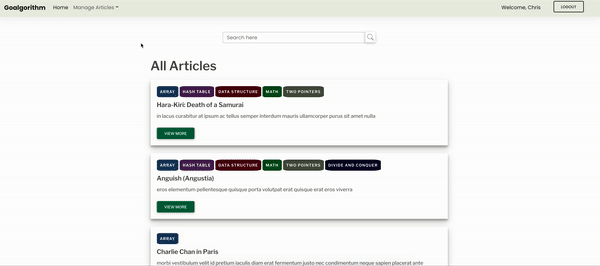 Goalgorithm Home Manage Articles Welcome, Chris LOGOUT
Search here
All Articles
ARRAY HASH TABLE DATA STRUCTURE MATH TWO POINTERS
Hara-Kiri: Death of a Samurai
in lacus curabitur at ipsum ac tellus semper interdum mauris ullamcorper purus sit amet nulla
VIEW MORE
ARRAY HASH TABLE DATA STRUCTURE MATH TWO POINTERS DIVIDE AND CONQUER
Anguish (Angustia)
eros elementum pellentesque quisque porta volutpat erat quisque erat eros viverra
VIEW MORE
ARRAY
Charlie Chan in Paris
morbi vestibulum velit id pretium iaculis diam erat fermentum justo nec condimentum neque sapien placerat ante